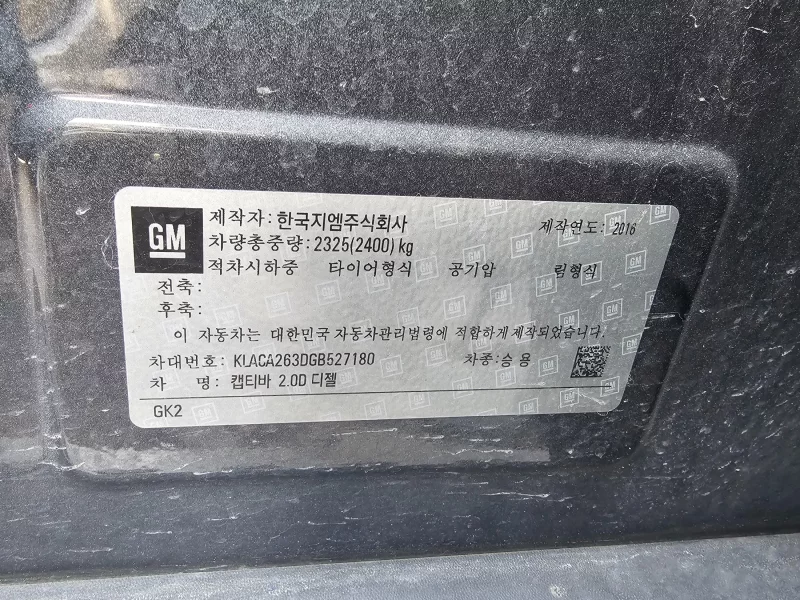 GM
제작자: 한국지엠주식회사 제작연도: 2016
차량총중량: 2325(2400) kg
적차시하중 타이어형식 공기압 림형식
전축:
후축:
이 자동차는 대한민국 자동차관리법령에 적합하게 제작되었습니다.
차대번호: KLACA263DGB527180 차종: 승용
차 명: 캡티바 2.0D 디젤
GK2